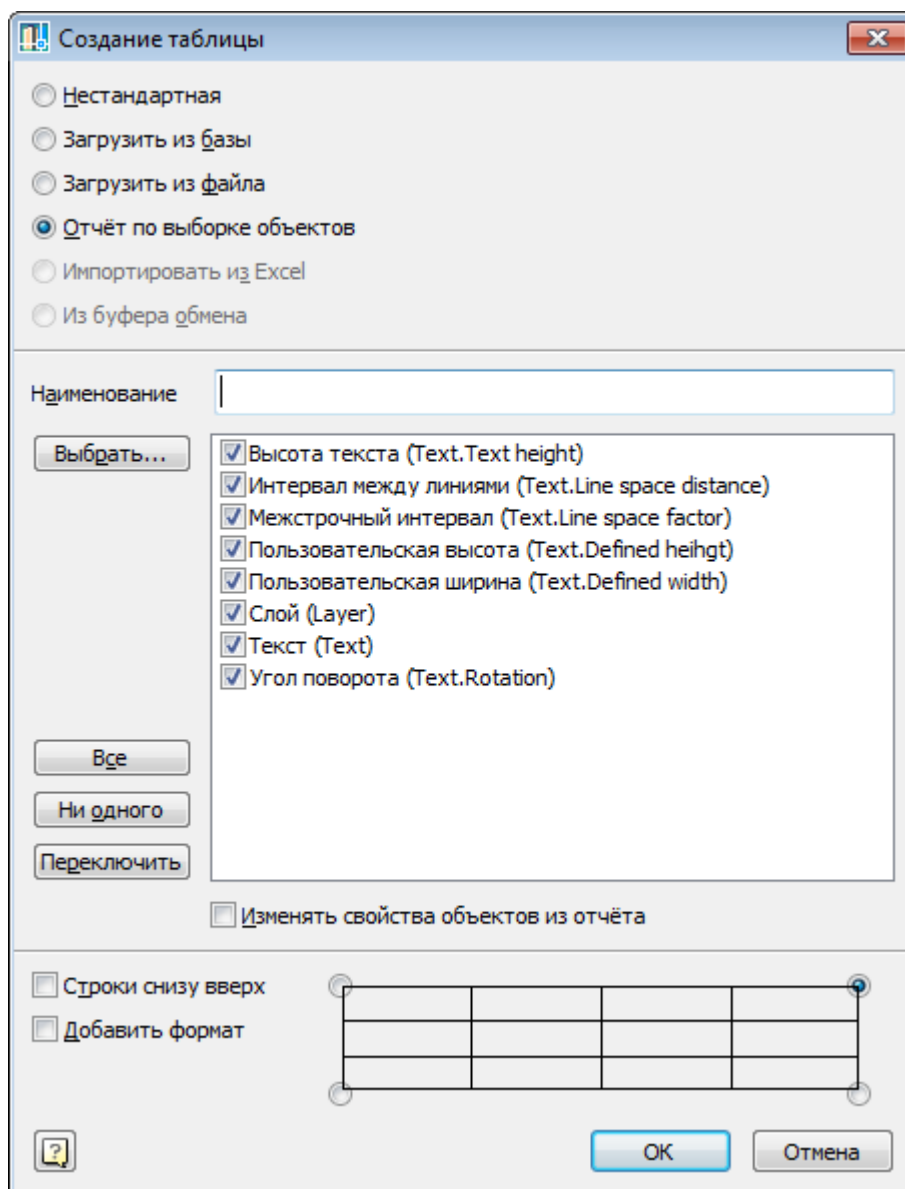 Создание таблицы
Нестандартная
Загрузить из базы
Загрузить из файла
Отчёт по выборке объектов
Импортировать из Excel
Из буфера обмена
Наименование
Выбрать...
Высота текста (Text.Text height)
Интервал между линиями (Text.Line space distance)
Межстрочный интервал (Text.Line space factor)
Пользовательская высота (Text.Defined heihgt)
Пользовательская ширина (Text.Defined width)
Слой (Layer)
Текст (Text)
Угол поворота (Text.Rotation)
Все
Ни одного
Переключить
Изменять свойства объектов из отчёта
Строки снизу вверх
Добавить формат
?
ОК
Отмена